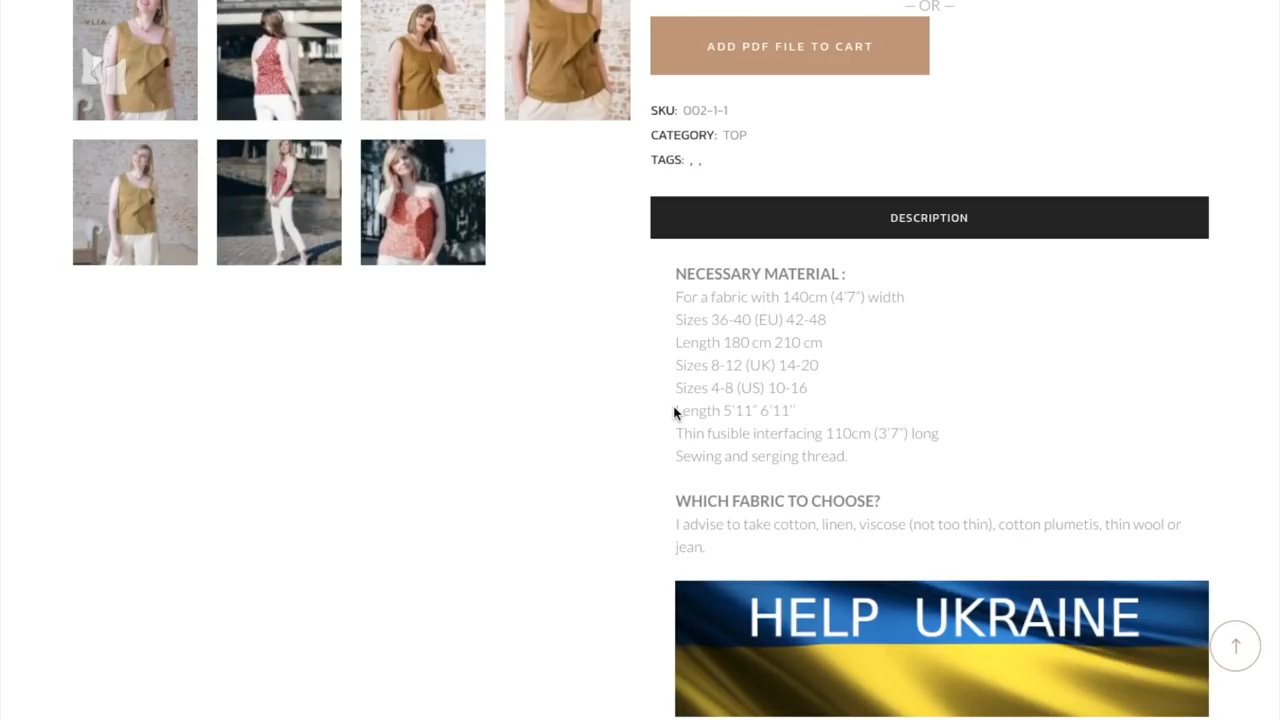 — OR —
ADD PDF FILE TO CART
SKU: 002-1-1
CATEGORY: TOP
TAGS: , ,
DESCRIPTION
NECESSARY MATERIAL :
For a fabric with 140cm (4'7") width
Sizes 36-40 (EU) 42-48
Length 180 cm 210 cm
Sizes 8-12 (UK) 14-20
Sizes 4-8 (US) 10-16
Length 5'11" 6'11''
Thin fusible interfacing 110cm (3'7") long
Sewing and serging thread.
WHICH FABRIC TO CHOOSE?
I advise to take cotton, linen, viscose (not too thin), cotton plumetis, thin wool or
jean.
HELP UKRAINE